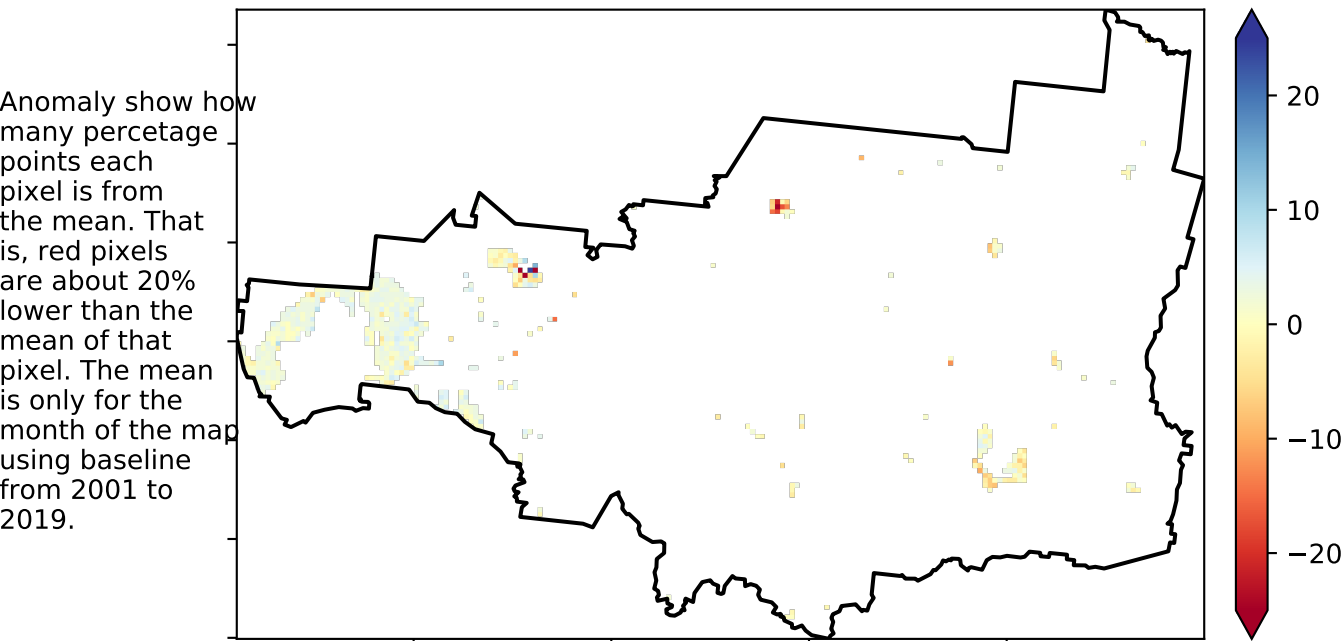 Anomaly show how
many percetage
points each
pixel is from
the mean. That
is, red pixels
are about 20%
lower than the
mean of that
pixel. The mean
is only for the
month of the map
using baseline
from 2001 to
2019.
20
10
0
−10
−20